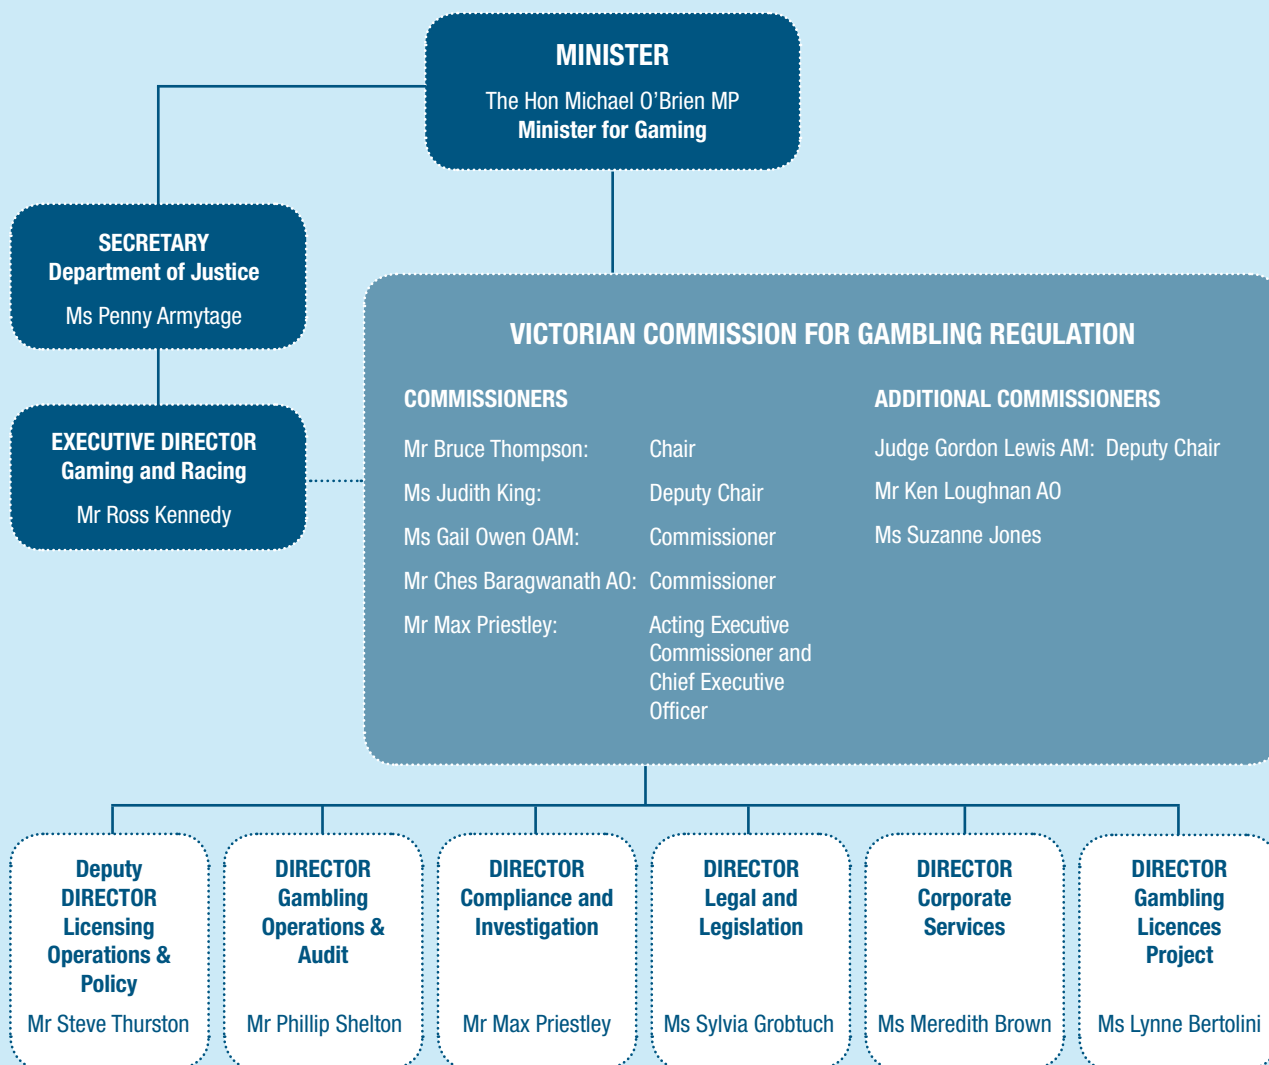 MINISTER
The Hon Michael O’Brien MP
Minister for Gaming
SECRETARY
Department of Justice
Ms Penny Armytage
EXECUTIVE DIRECTOR
Gaming and Racing
Mr Ross Kennedy
VICTORIAN COMMISSION FOR GAMBLING REGULATION
COMMISSIONERS
Mr Bruce Thompson: Chair
Ms Judith King: Deputy Chair
Ms Gail Owen OAM: Commissioner
Mr Ches Baragwanath AO: Commissioner
Mr Max Priestley: Acting Executive
Commissioner and
Chief Executive
Officer
ADDITIONAL COMMISSIONERS
Judge Gordon Lewis AM: Deputy Chair
Mr Ken Loughnan AO
Ms Suzanne Jones
Deputy
DIRECTOR
Licensing
Operations &
Policy
Mr Steve Thurston
DIRECTOR
Gambling
Operations &
Audit
Mr Phillip Shelton
DIRECTOR
Compliance and
Investigation
Mr Max Priestley
DIRECTOR
Legal and
Legislation
Ms Sylvia Grobtuch
DIRECTOR
Corporate
Services
Ms Meredith Brown
DIRECTOR
Gambling
Licences
Project
Ms Lynne Bertolini